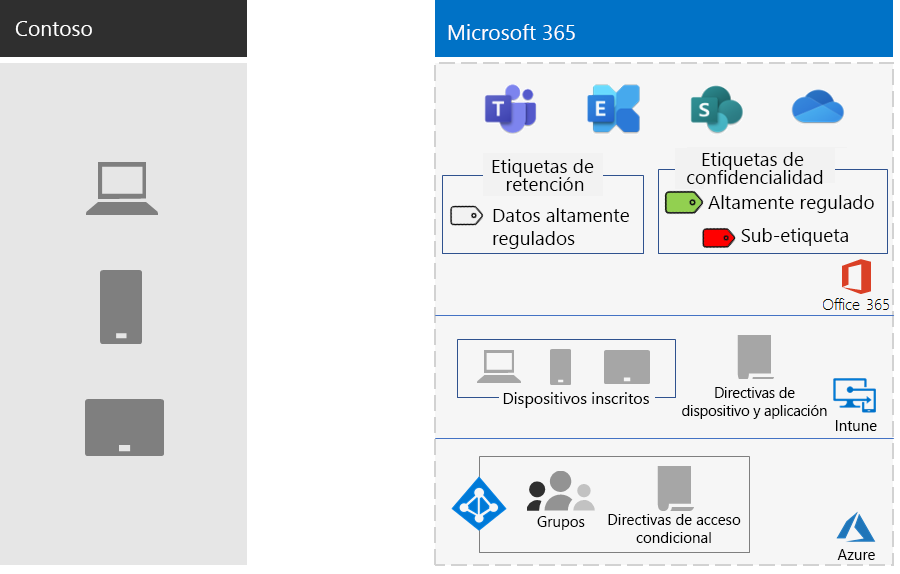 Contoso
Microsoft 365
T
E
S
Etiquetas de
retención
Datos altamente
regulados
Etiquetas de
confidencialidad
Altamente regulado
Sub-etiqueta
Office 365
Dispositivos inscritos
Directivas de
dispositivo y aplicación
Intune
Grupos
Directivas de acceso
condicional
Azure